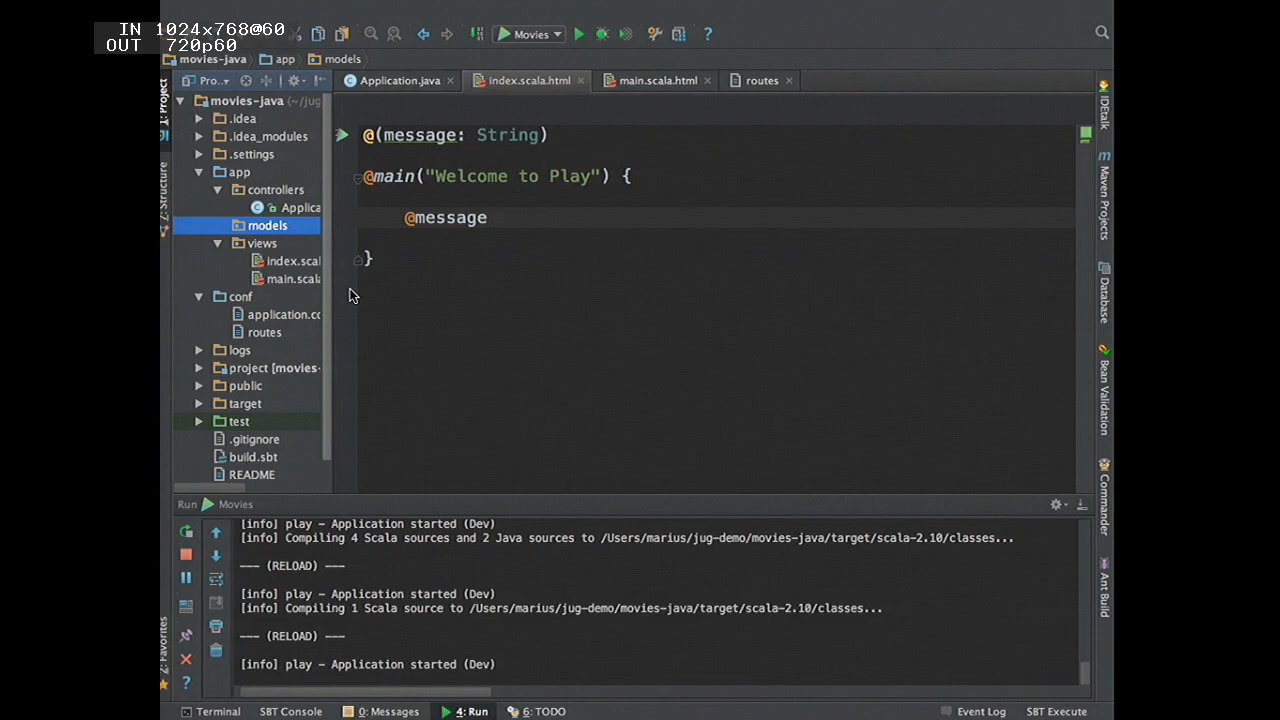 IN 1024x768@60
OUT 720p60
Movies
movies-java
app
models
Pro..
Application.java
index.scala.html
main.scala.html
routes
1: Project
Z: Structure
2: Favorites
movies-java (~/jug
.idea
.idea_modules
.settings
app
controllers
Applica
models
views
index.scal
main.scala
conf
application.co
routes
logs
project [movies-
public
target
test
.gitignore
build.sbt
README
@(message: String)
@main("Welcome to Play") {
@message
}
IDEtalk
Maven Projects
Database
Bean Validation
Commander
Ant Build
Run Movies
[info] play - Application started (Dev)
[info] Compiling 4 Scala sources and 2 Java sources to /Users/marius/jug-demo/movies-java/target/scala-2.10/classes...
--- (RELOAD) ---
[info] play - Application started (Dev)
[info] Compiling 1 Scala source to /Users/marius/jug-demo/movies-java/target/scala-2.10/classes...
--- (RELOAD) ---
[info] play - Application started (Dev)
Terminal
SBT Console
0: Messages
4: Run
6: TODO
Event Log
SBT Execute